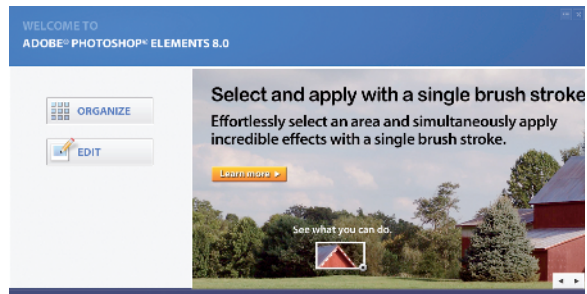 WELCOME TO
ADOBE® PHOTOSHOP® ELEMENTS 8.0
ORGANIZE
EDIT
Select and apply with a single brush stroke
Effortlessly select an area and simultaneously apply
incredible effects with a single brush stroke.
Learn more
See what you can do.